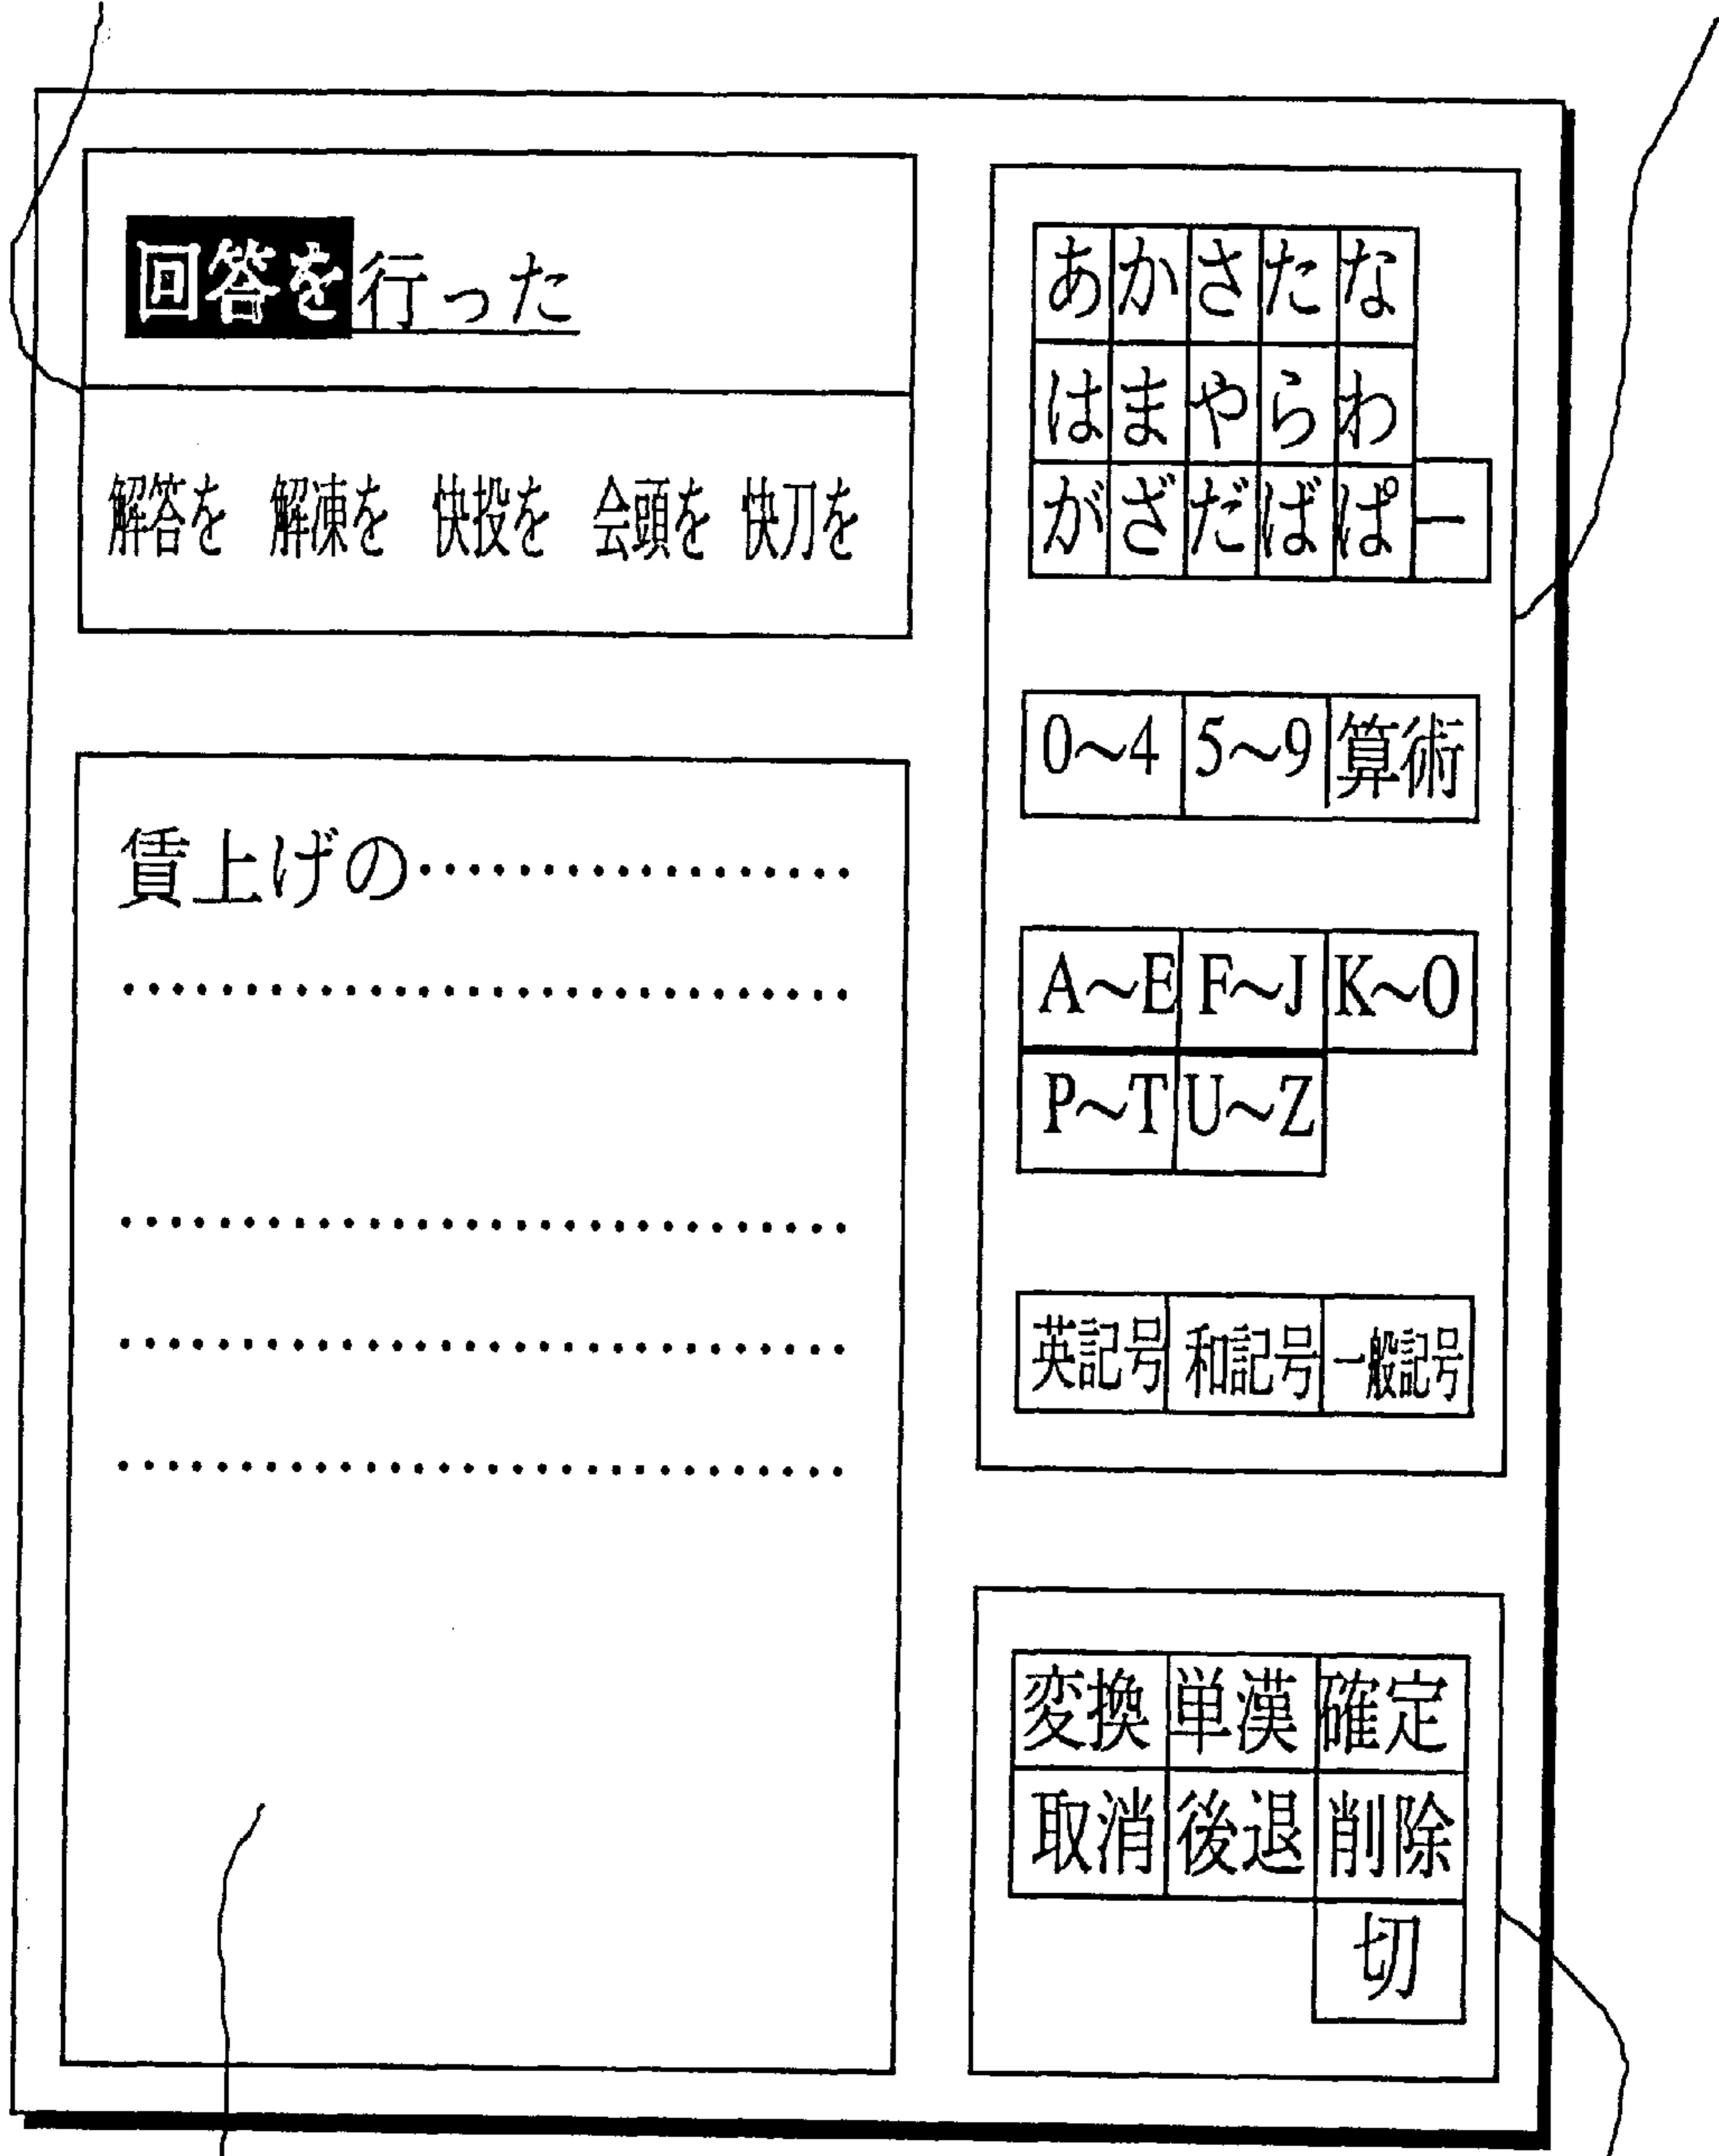 回答を行った
解答を 解凍を 快投を 会頭を 快刀を
賃上げの……………………
……………………………………
……………………………………
……………………………………
……………………………………
あ か さ た な
は ま や ら わ
が ざ だ ば ぱ ー
0～4 5～9 算術
A～E F～J K～O
P～T U～Z
英記号 和記号 一般記号
変換 単漢 確定
取消 後退 削除
切